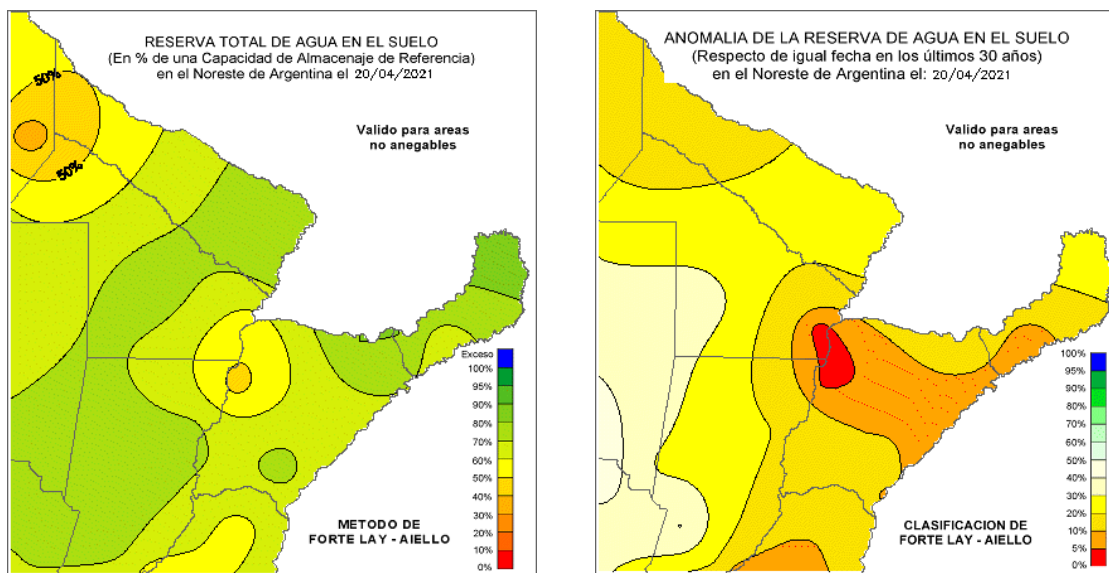 RESERVA TOTAL DE AGUA EN EL SUELO
(En % de una Capacidad de Almacenaje de Referencia)
en el Noreste de Argentina el 20/04/2021
50%
Valido para areas
no anegables
50%
Exceso
100%
95%
90%
80%
70%
60%
50%
40%
30%
20%
10%
0%
METODO DE
FORTE LAY - AIELLO
ANOMALIA DE LA RESERVA DE AGUA EN EL SUELO
(Respecto de igual fecha en los últimos 30 años)
en el Noreste de Argentina el: 20/04/2021
Valido para areas
no anegables
100%
95%
90%
80%
70%
60%
50%
40%
30%
20%
10%
5%
0%
CLASIFICACION DE
FORTE LAY - AIELLO